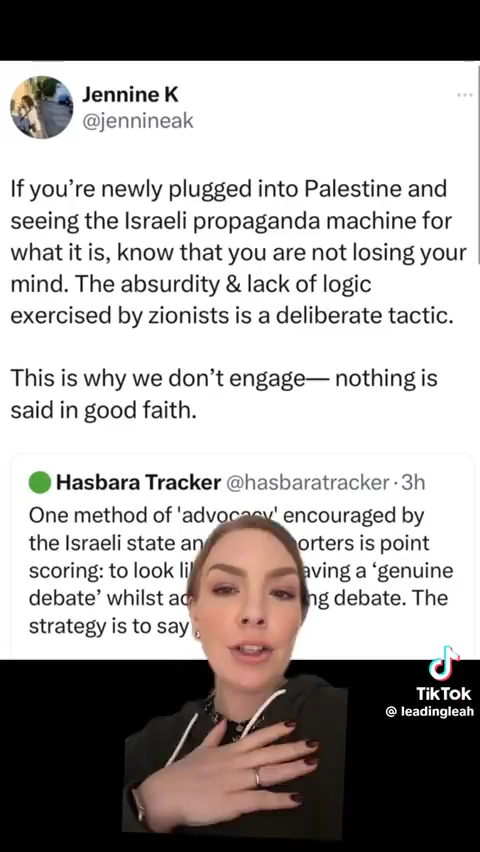 Jennine K
@jennineak
If you're newly plugged into Palestine and
seeing the Israeli propaganda machine for
what it is, know that you are not losing your
mind. The absurdity & lack of logic
exercised by zionists is a deliberate tactic.
This is why we don't engage— nothing is
said in good faith.
Hasbara Tracker @hasbaratracker · 3h
One method of 'advocacy' encouraged by
the Israeli state orters is point
scoring: to look aving a 'genuine
debate' whilst ng debate. The
strategy is to say
TikTok
@ leadingleah